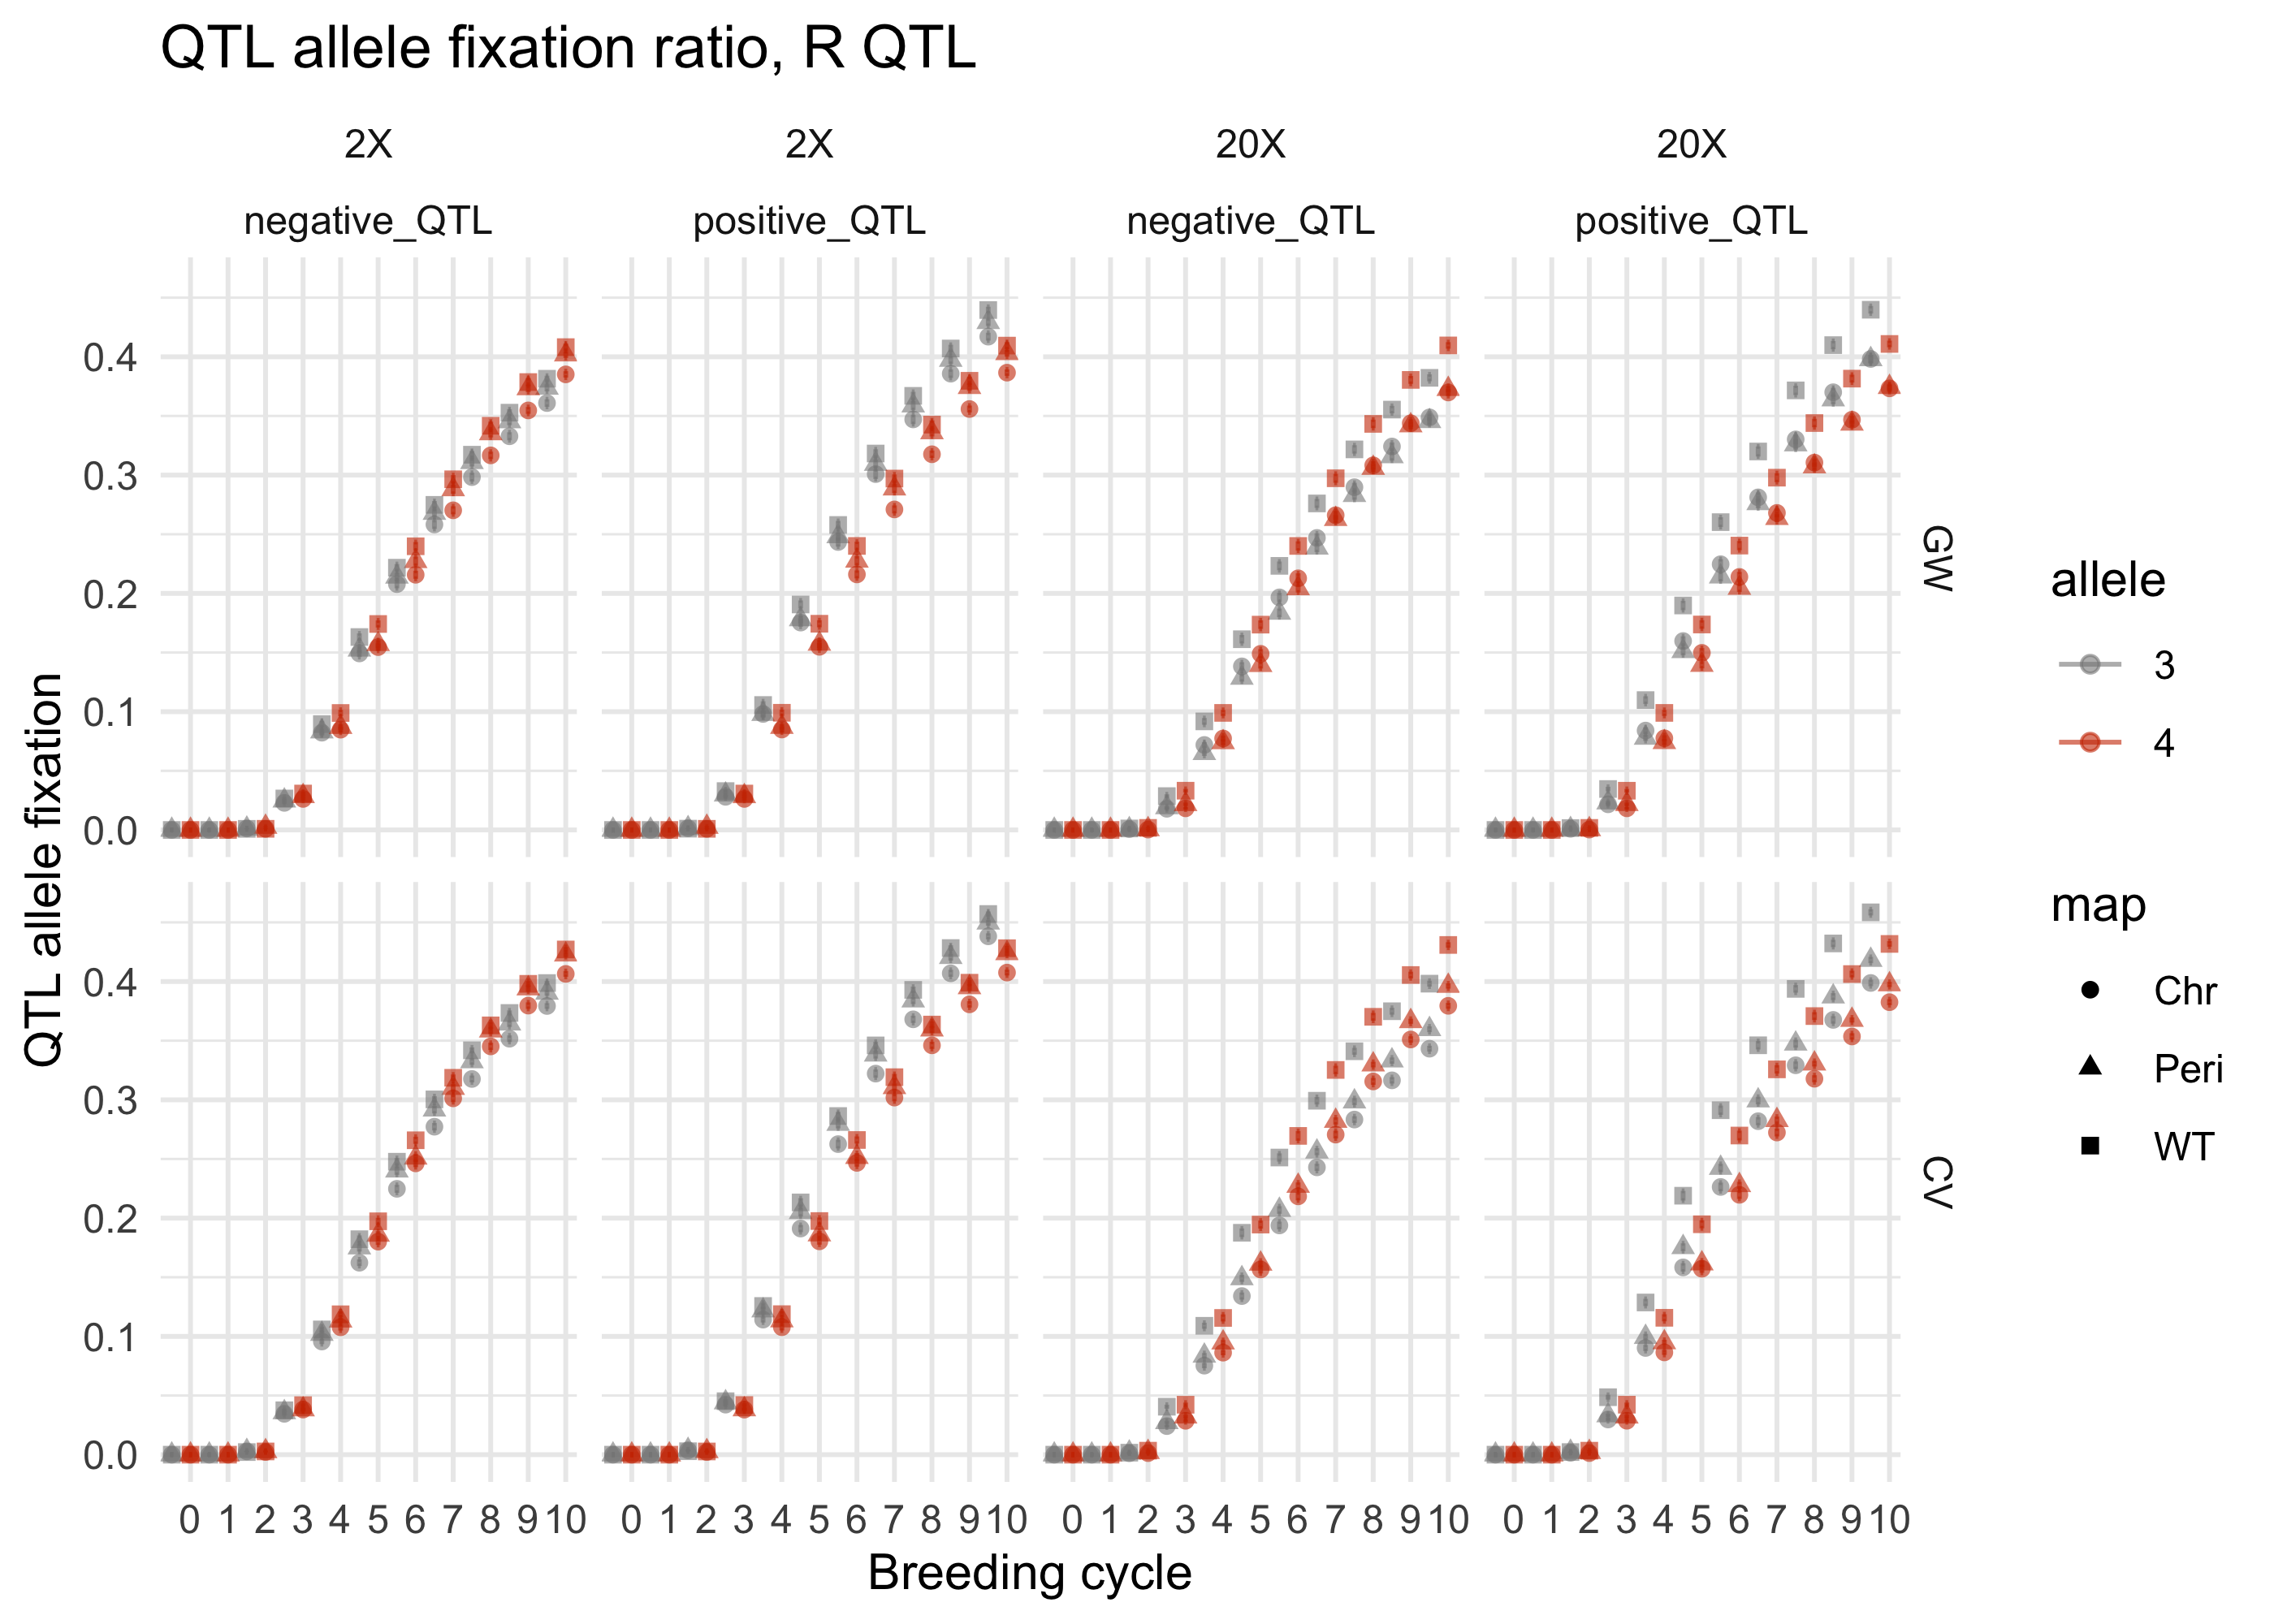 QTL allele fixation ratio, R QTL
2X 2X 20X 20X
negative_QTL positive_QTL negative_QTL positive_QTL
QTL allele fixation
0.4
0.3
0.2
0.1
0.0
GW
0.4
0.3
0.2
0.1
0.0
CV
0 1 2 3 4 5 6 7 8 9 10 0 1 2 3 4 5 6 7 8 9 10 0 1 2 3 4 5 6 7 8 9 10 0 1 2 3 4 5 6 7 8 9 10
Breeding cycle
allele
3
4
map
Chr
Peri
WT